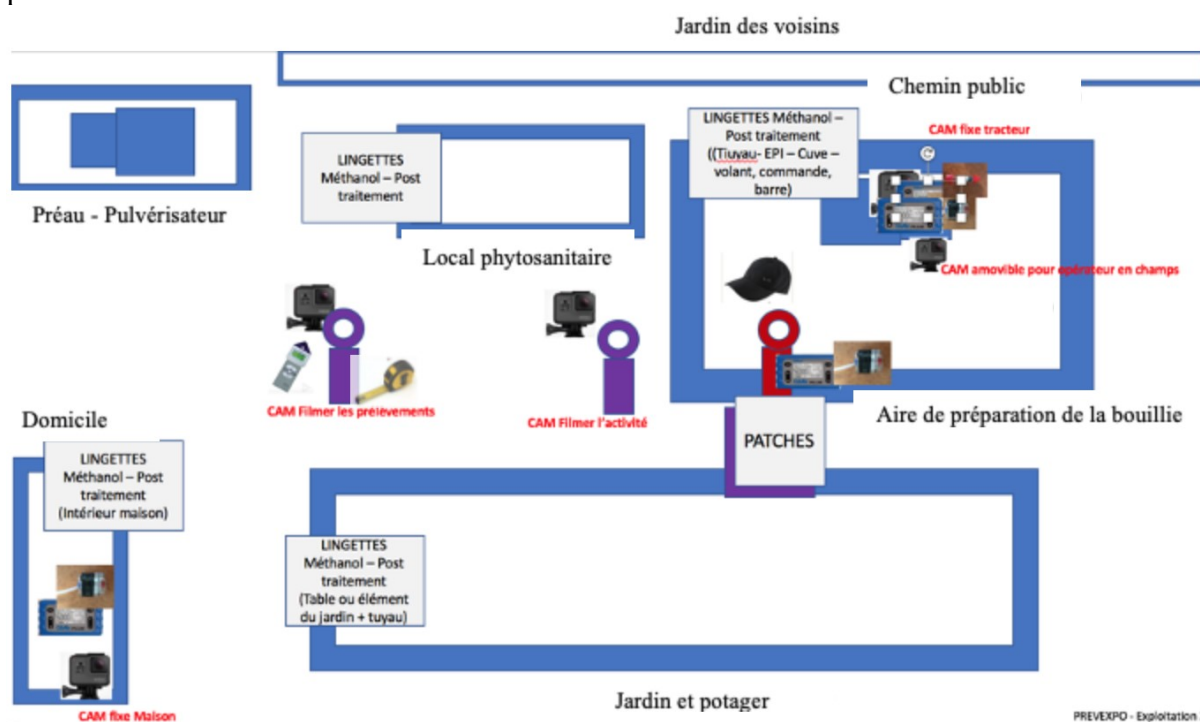 Jardin des voisins
Chemin public
LINGETTES Méthanol –
Post traitement
((Tiuyau- EPI – Cuve –
volant, commande,
barre)
CAM fixe tracteur
LINGETTES
Méthanol – Post
traitement
Préau - Pulvérisateur
Local phytosanitaire
CAM amovible pour opérateur en champs
CAM Filmer les prélèvements
CAM Filmer l'activité
Aire de préparation de la bouillie
Domicile
PATCHES
LINGETTES
Méthanol – Post
traitement
(Intérieur maison)
LINGETTES
Méthanol – Post
traitement
(Table ou élément
du jardin + tuyau)
CAM fixe Maison
Jardin et potager
PREVEXPO - Exploitation